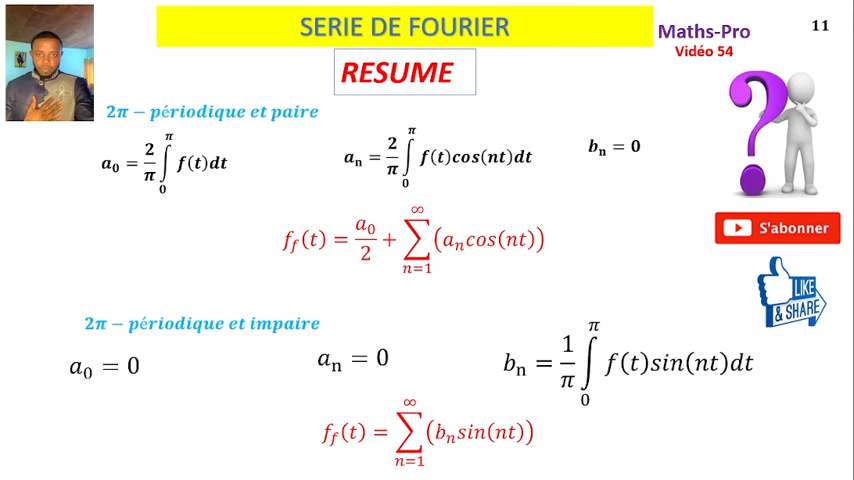 SERIE DE FOURIER
Maths-Pro
Vidéo 54
11
RESUME
2π − périodique et paire
a₀ = 2/π ∫₀^π f(t)dt
aₙ = 2/π ∫₀^π f(t)cos(nt)dt
bₙ = 0
f_f(t) = a₀/2 + ∑_{n=1}^∞ (aₙcos(nt))
S'abonner
LIKE
& SHARE
2π − périodique et impaire
a₀ = 0
aₙ = 0
bₙ = 1/π ∫₀^π f(t)sin(nt)dt
f_f(t) = ∑_{n=1}^∞ (bₙsin(nt))